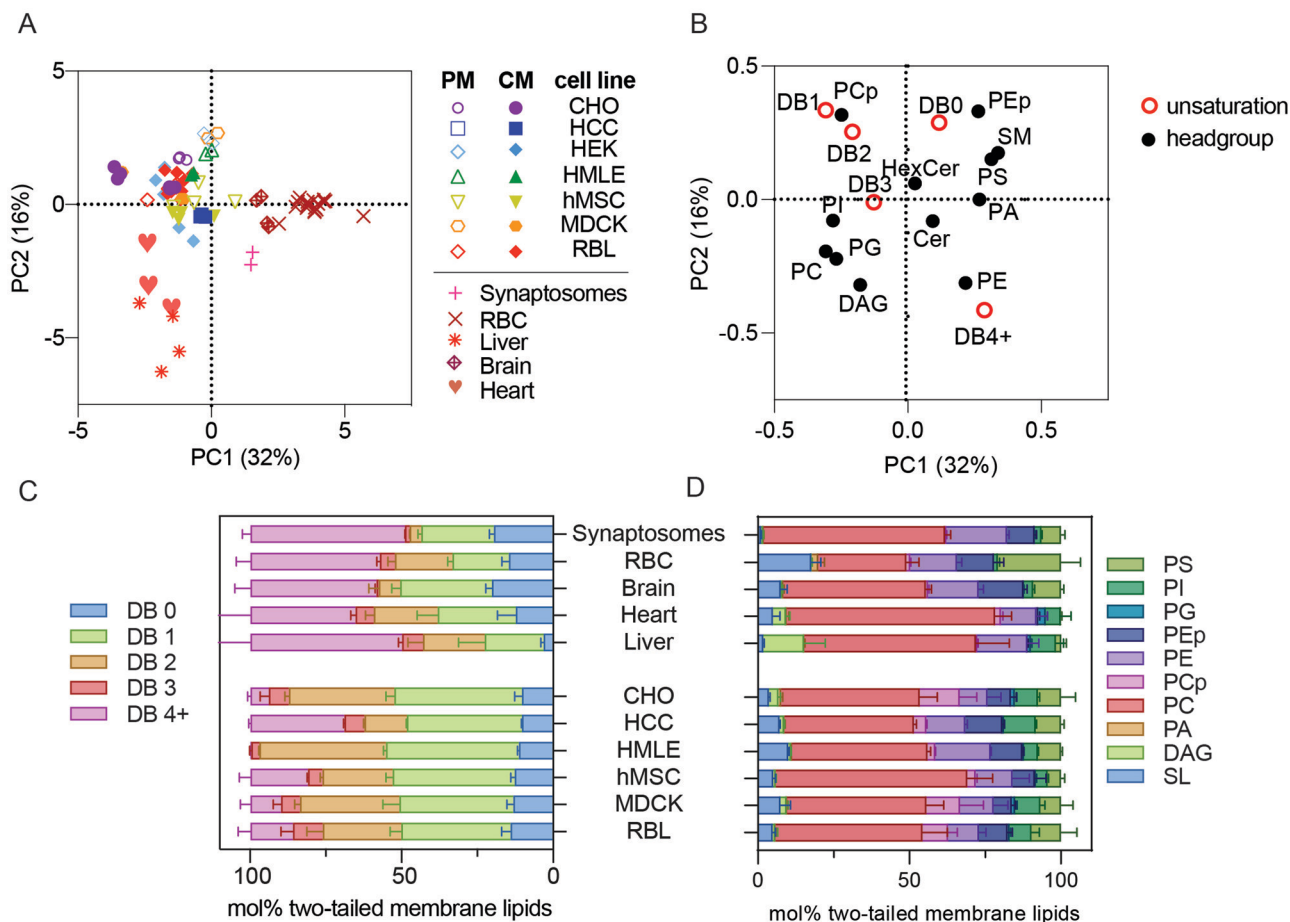 A
5
0
-5
PC2 (16%)
-5
0
5
PC1 (32%)
PM CM cell line
CHO
HCC
HEK
HMLE
hMSC
MDCK
RBL
Synaptosomes
RBC
Liver
Brain
Heart
B
0.5
0.0
-0.5
PC2 (16%)
-0.5
0.0
0.5
PC1 (32%)
DB1
PCp
DB2
DB0
PEp
SM
HexCer
PS
DB3
PA
PI
Cer
PC
PG
DAG
PE
DB4+
unsaturation
headgroup
C
DB 0
DB 1
DB 2
DB 3
DB 4+
100
50
0
mol% two-tailed membrane lipids
Synaptosomes
RBC
Brain
Heart
Liver
CHO
HCC
HMLE
hMSC
MDCK
RBL
D
0
50
100
mol% two-tailed membrane lipids
PS
PI
PG
PEp
PE
PCp
PC
PA
DAG
SL